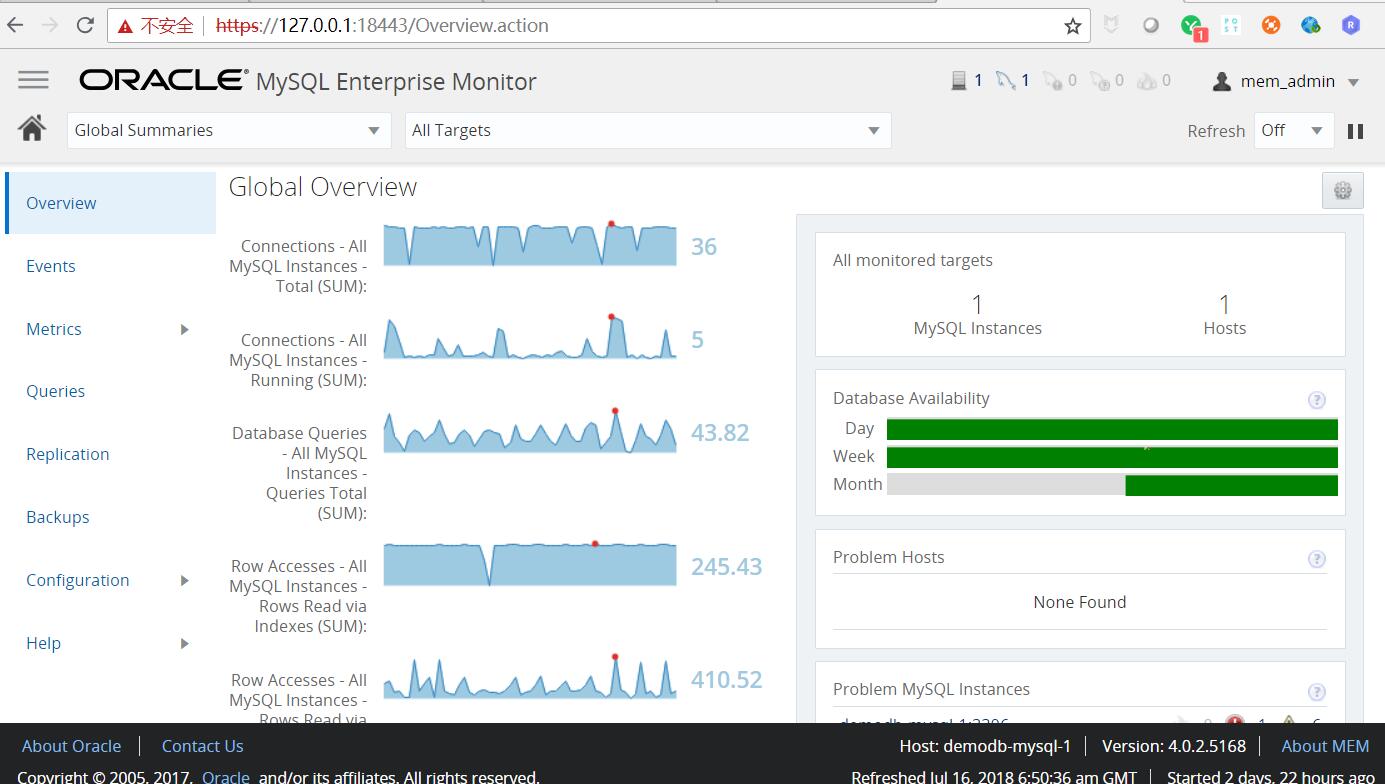 不安全 https://127.0.0.1:18443/Overview.action
1
POST
R
ORACLE® MySQL Enterprise Monitor
1 1 0 0 0 mem_admin
Global Summaries All Targets Refresh Off
Overview
Events
Metrics
Queries
Replication
Backups
Configuration
Help
Global Overview
Connections - All
MySQL Instances -
Total (SUM):
36
Connections - All
MySQL Instances -
Running (SUM):
5
Database Queries
- All MySQL
Instances -
Queries Total
(SUM):
43.82
Row Accesses - All
MySQL Instances -
Rows Read via
Indexes (SUM):
245.43
Row Accesses - All
MySQL Instances -
Rows Read via
410.52
All monitored targets
1 1
MySQL Instances Hosts
Database Availability ?
Day
Week
Month
Problem Hosts ?
None Found
Problem MySQL Instances ?
demodb-mysql-1:3306 0 1 6
About Oracle Contact Us Host: demodb-mysql-1 Version: 4.0.2.5168 About MEM
Copyright © 2005, 2017, Oracle and/or its affiliates. All rights reserved. Refreshed Jul 16, 2018 6:50:36 am GMT Started 2 days, 22 hours ago